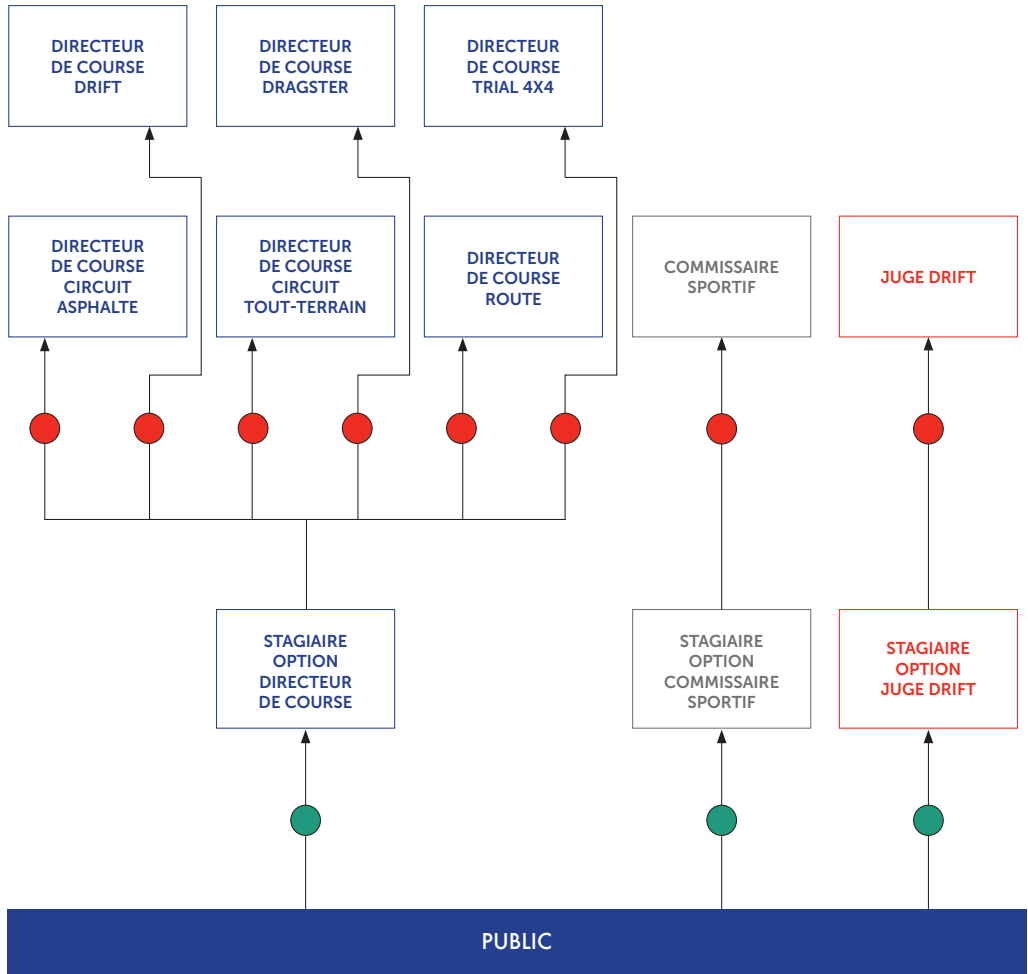 DIRECTEUR
DE COURSE
DRIFT
DIRECTEUR
DE COURSE
DRAGSTER
DIRECTEUR
DE COURSE
TRIAL 4X4
DIRECTEUR
DE COURSE
CIRCUIT
ASPHALTE
DIRECTEUR
DE COURSE
CIRCUIT
TOUT-TERRAIN
DIRECTEUR
DE COURSE
ROUTE
COMMISSAIRE
SPORTIF
JUGE DRIFT
STAGIAIRE
OPTION
DIRECTEUR
DE COURSE
STAGIAIRE
OPTION
COMMISSAIRE
SPORTIF
STAGIAIRE
OPTION
JUGE DRIFT
PUBLIC